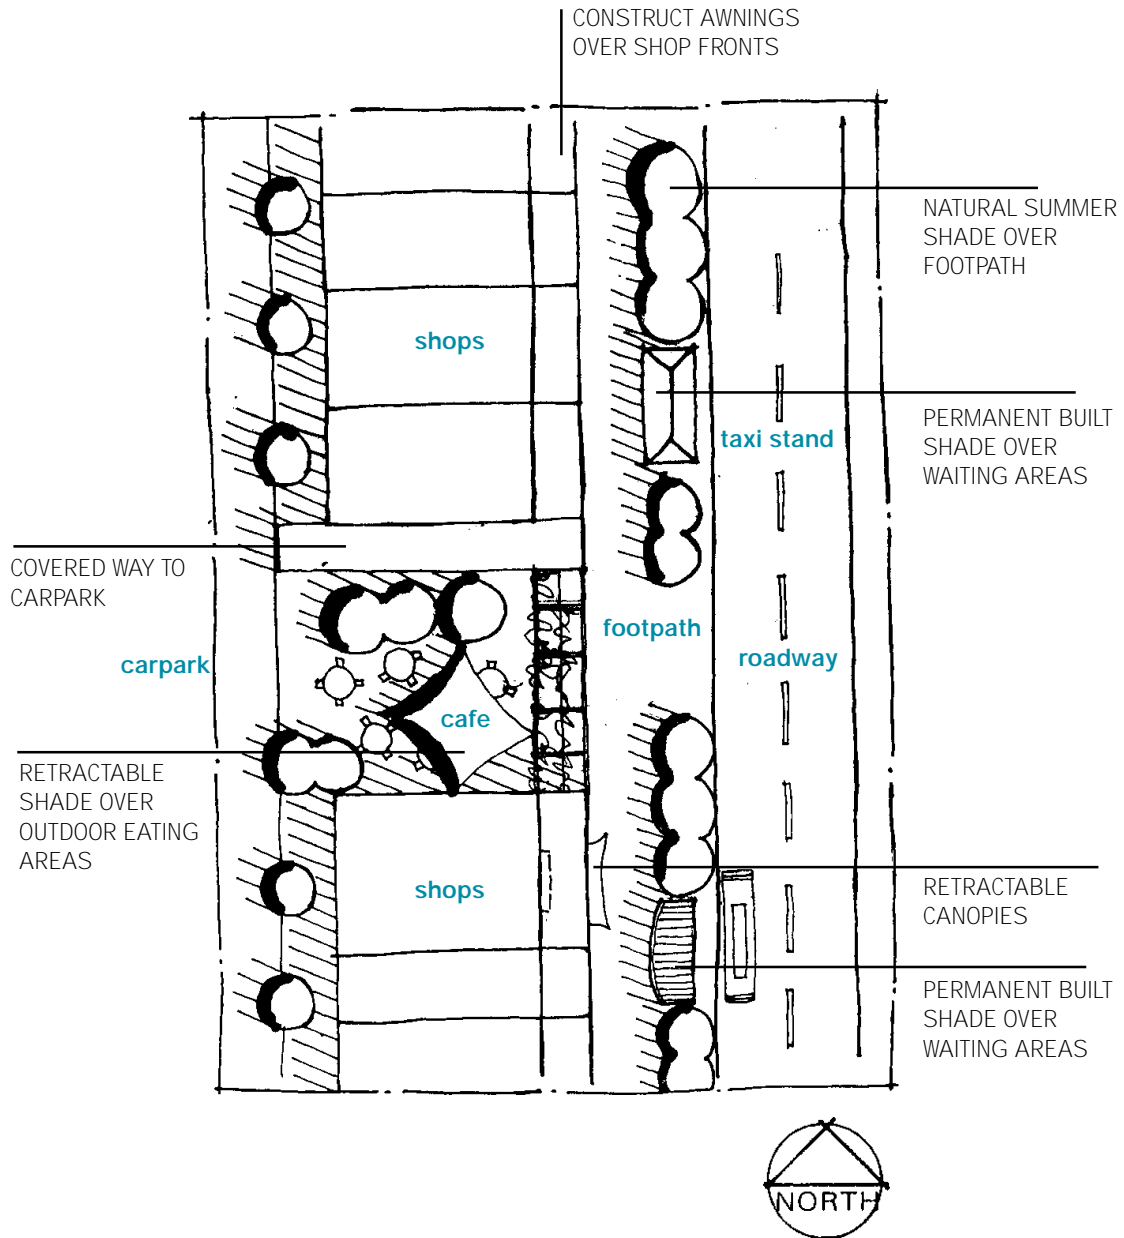 CONSTRUCT AWNINGS
OVER SHOP FRONTS
NATURAL SUMMER
SHADE OVER
FOOTPATH
shops
PERMANENT BUILT
SHADE OVER
WAITING AREAS
taxi stand
COVERED WAY TO
CARPARK
footpath
carpark
roadway
cafe
RETRACTABLE
SHADE OVER
OUTDOOR EATING
AREAS
shops
RETRACTABLE
CANOPIES
PERMANENT BUILT
SHADE OVER
WAITING AREAS
NORTH